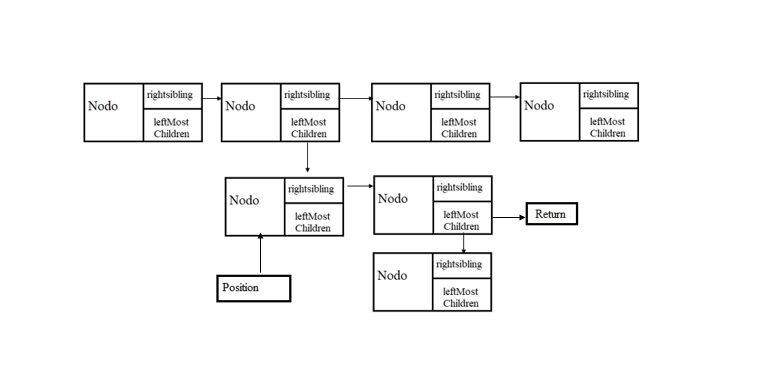 Nodo
rightsibling
leftMost
Children
Nodo
rightsibling
leftMost
Children
Nodo
rightsibling
leftMost
Children
Nodo
rightsibling
leftMost
Children
Nodo
rightsibling
leftMost
Children
Nodo
rightsibling
leftMost
Children
Return
Nodo
rightsibling
leftMost
Children
Position